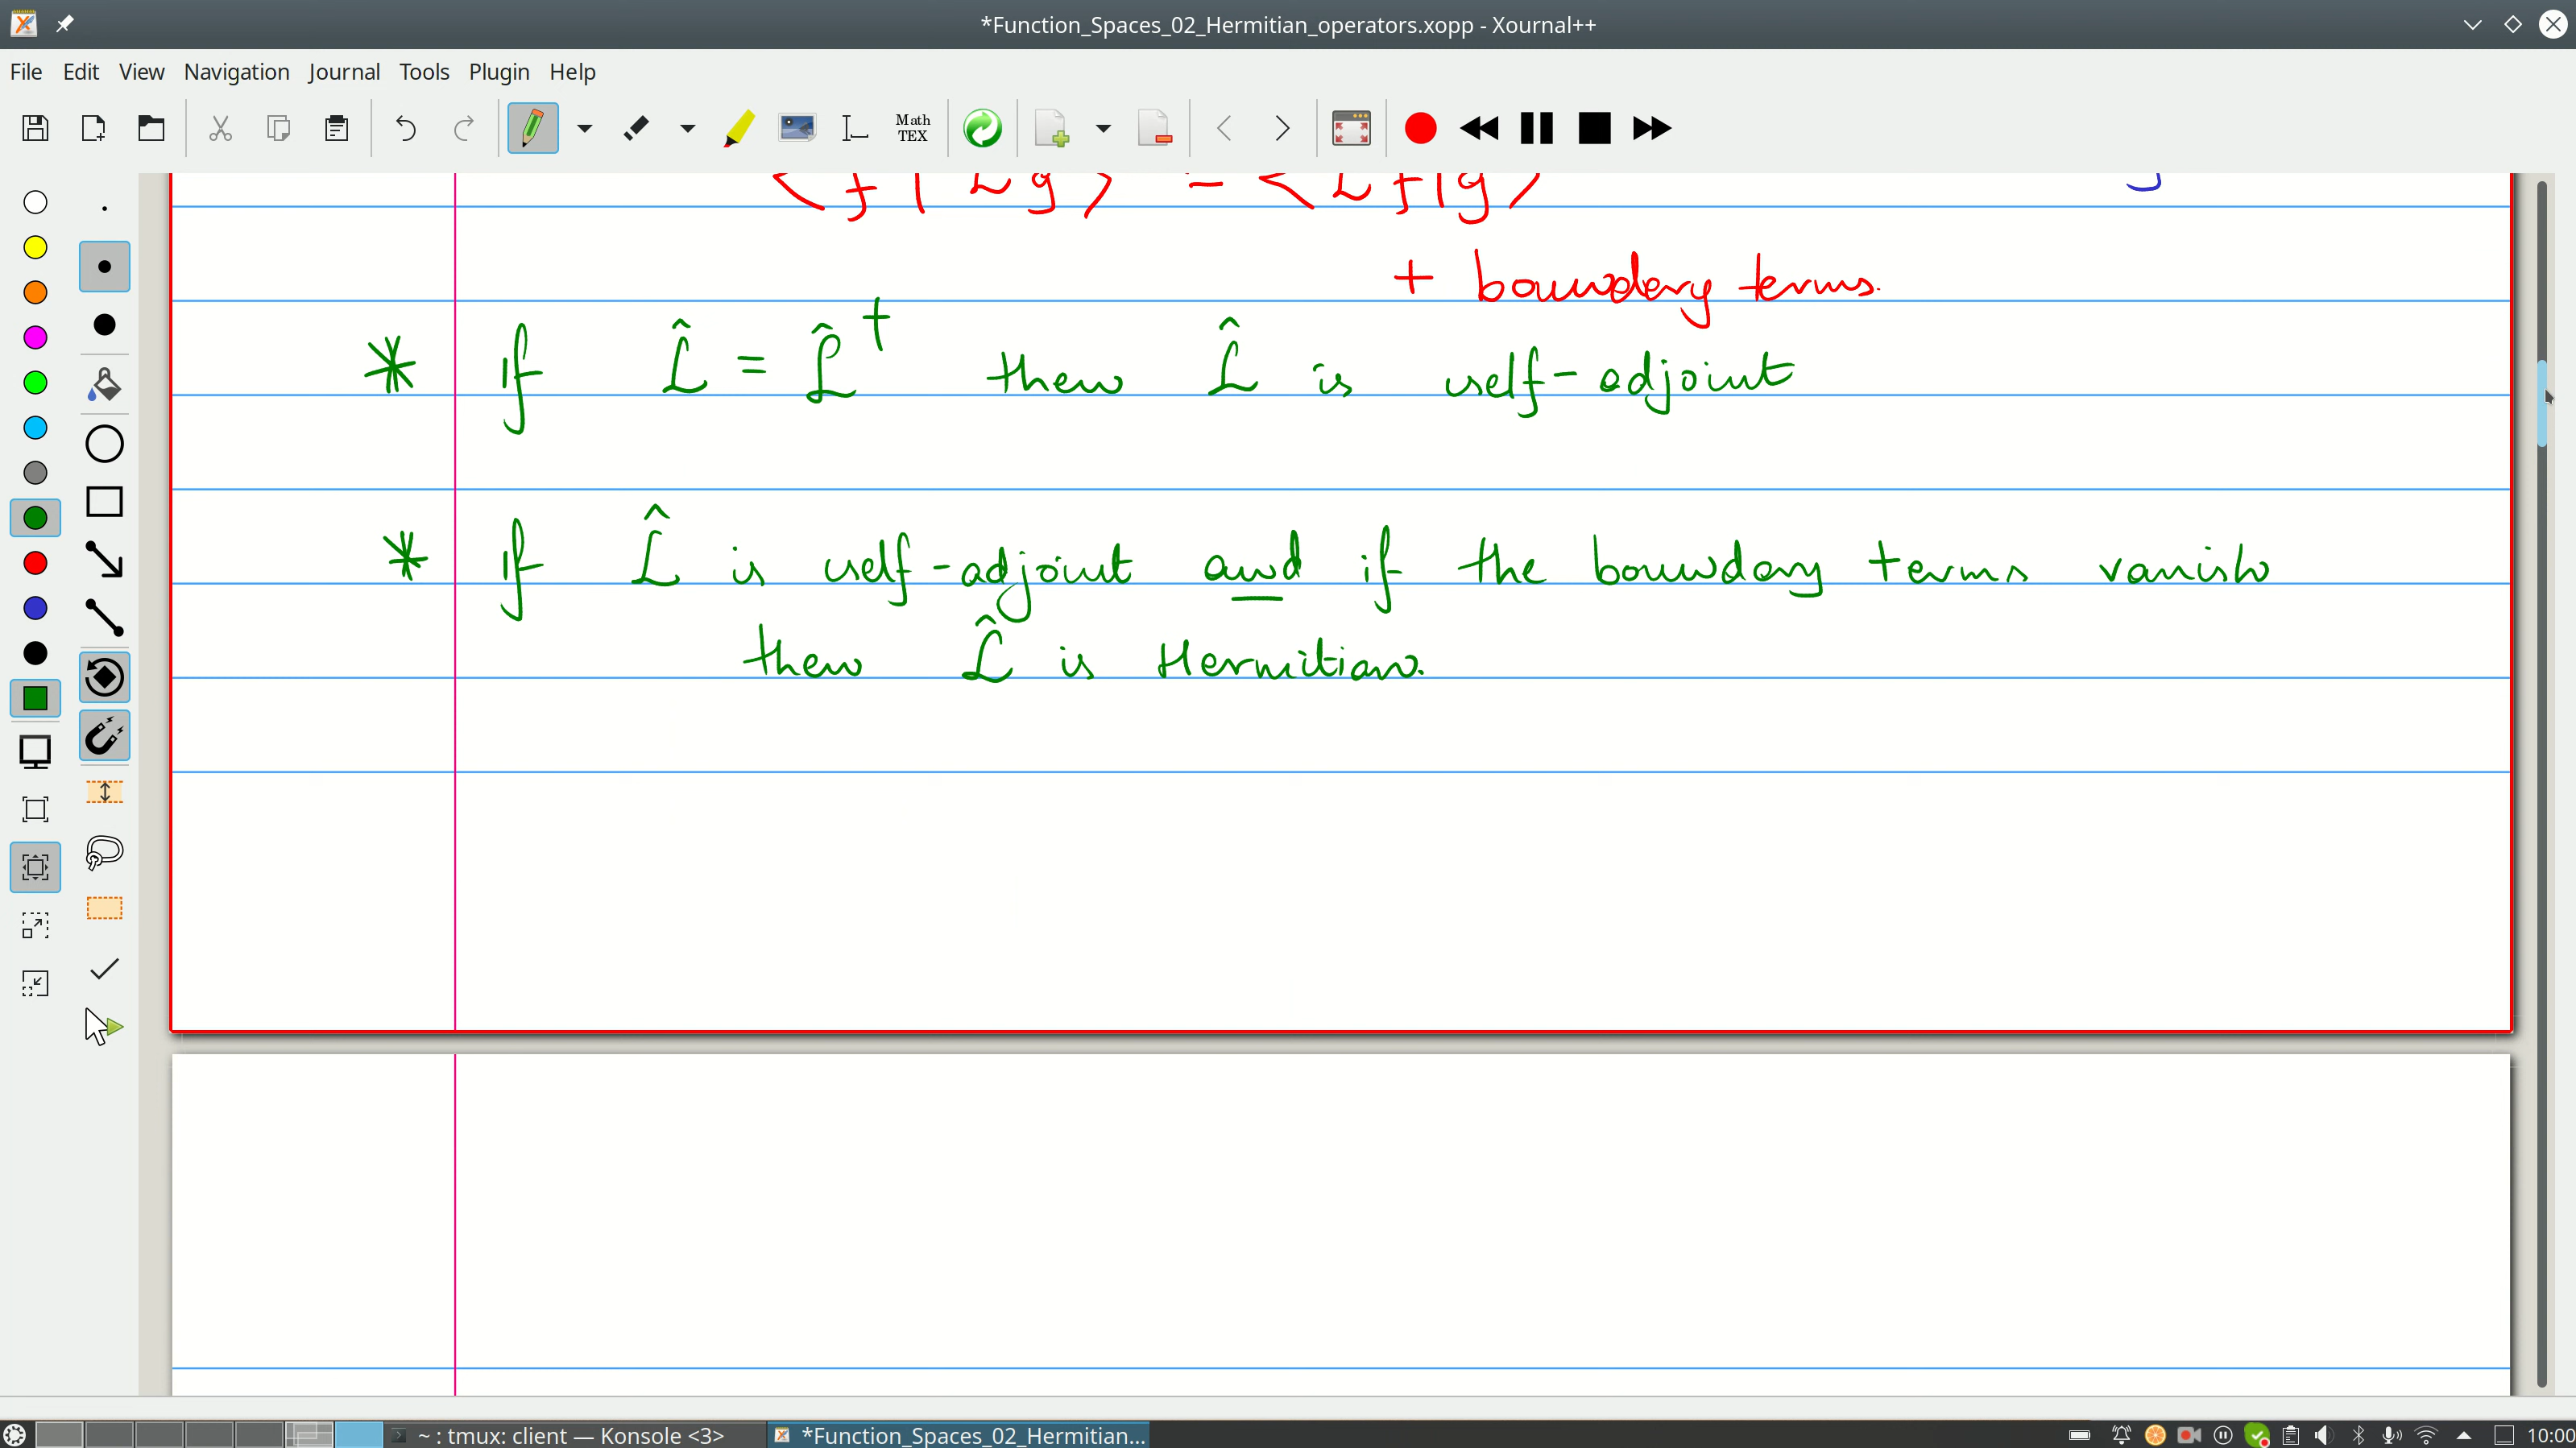 *Function_Spaces_02_Hermitian_operators.xopp - Xournal++
File Edit View Navigation Journal Tools Plugin Help
Math
TEX
+ boundary terms.
* If L̂ = L̂† then L̂ is self-adjoint
* If L̂ is self-adjoint and if the boundary terms vanish
then L̂ is Hermitian.
~ : tmux: client — Konsole <3> *Function_Spaces_02_Hermitian... 10:00